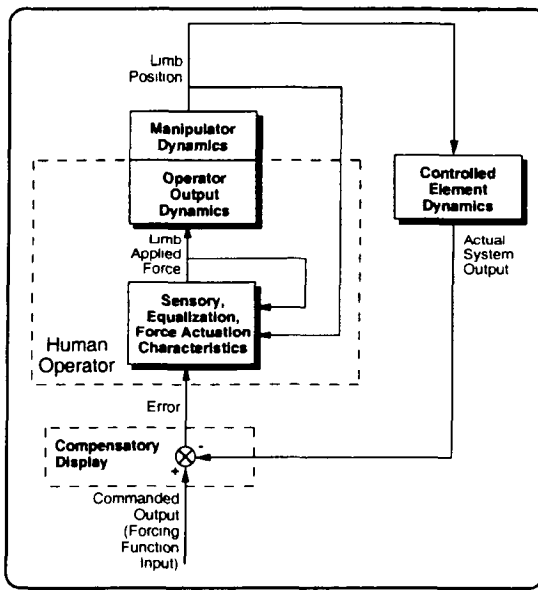 Limb
Position
Manipulator
Dynamics
Operator
Output
Dynamics
Limb
Applied
Force
Sensory,
Equalization,
Force Actuation
Characteristics
Human
Operator
Controlled
Element
Dynamics
Actual
System
Output
Error
Compensatory
Display
-
+
Commanded
Output
(Forcing
Function
Input)